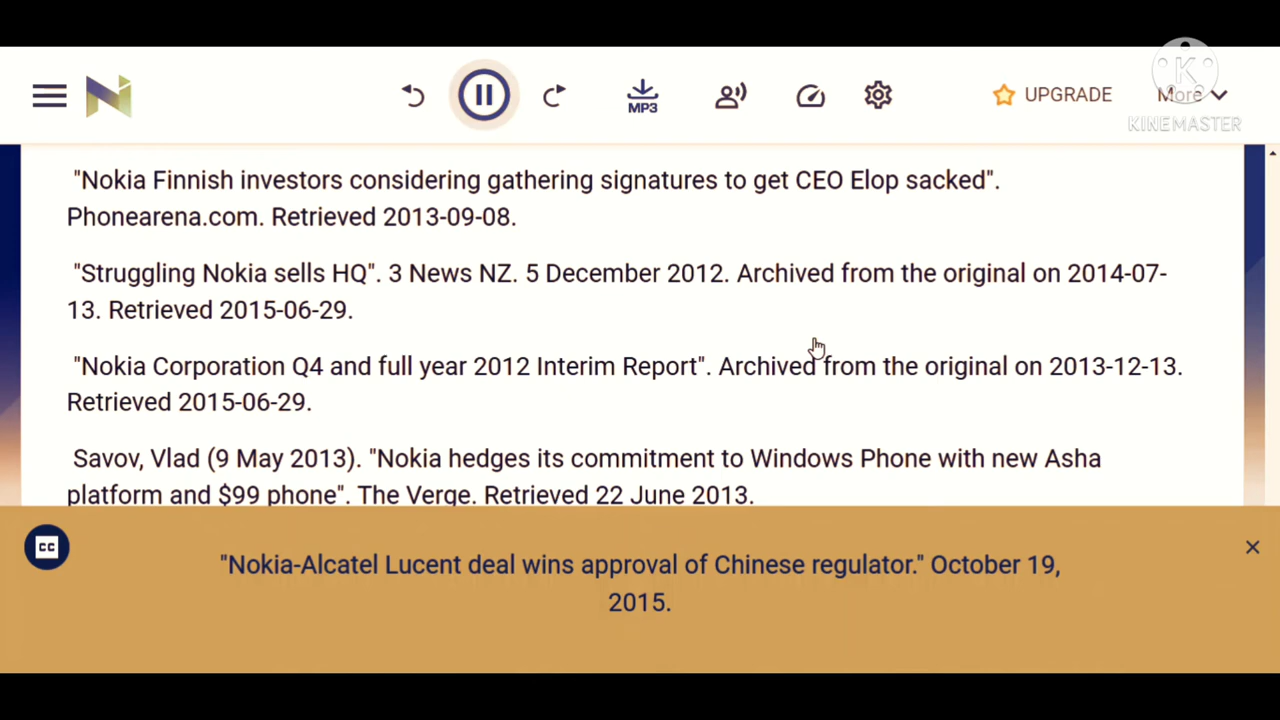 MP3
UPGRADE
More
KINEMASTER
"Nokia Finnish investors considering gathering signatures to get CEO Elop sacked".
Phonearena.com. Retrieved 2013-09-08.
"Struggling Nokia sells HQ". 3 News NZ. 5 December 2012. Archived from the original on 2014-07-
13. Retrieved 2015-06-29.
"Nokia Corporation Q4 and full year 2012 Interim Report". Archived from the original on 2013-12-13.
Retrieved 2015-06-29.
Savov, Vlad (9 May 2013). "Nokia hedges its commitment to Windows Phone with new Asha
platform and $99 phone". The Verge. Retrieved 22 June 2013.
CC
"Nokia-Alcatel Lucent deal wins approval of Chinese regulator." October 19,
2015.